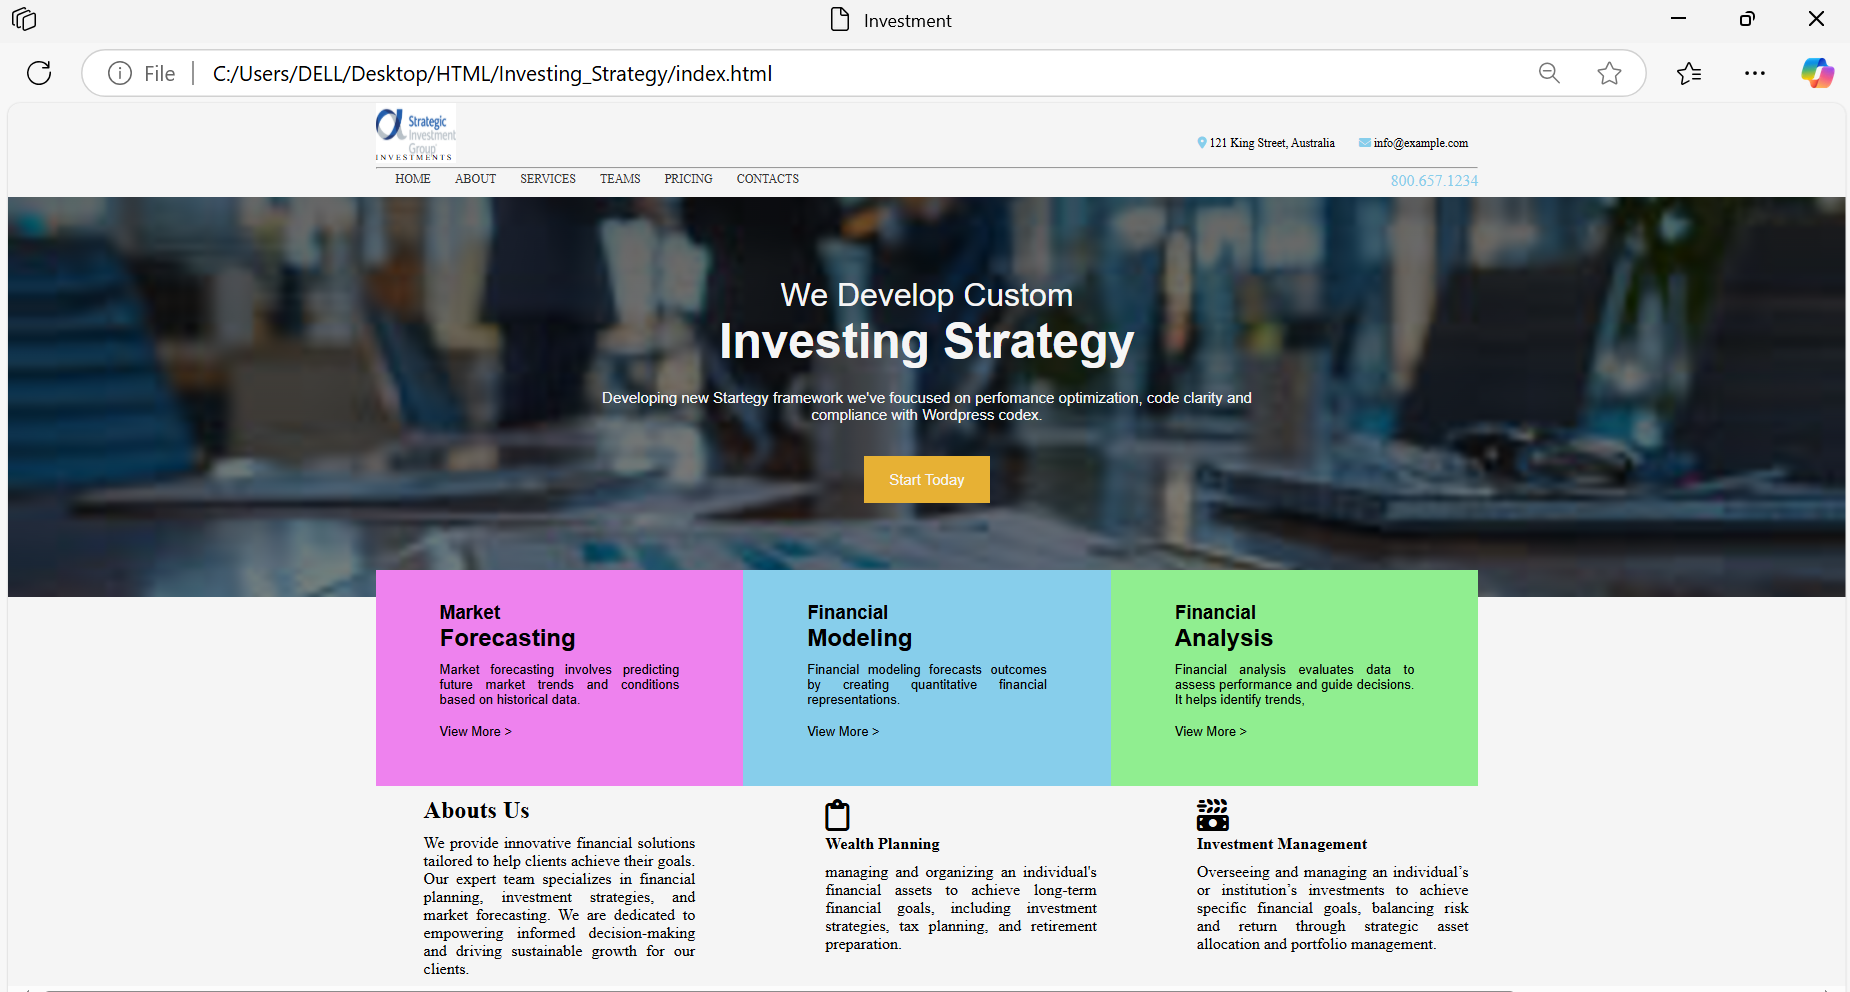 Investment
File
C:/Users/DELL/Desktop/HTML/Investing_Strategy/index.html
Strategic
Investment
Group
INVESTMENTS
121 King Street, Australia
info@example.com
HOME ABOUT SERVICES TEAMS PRICING CONTACTS
800.657.1234
We Develop Custom
Investing Strategy
Developing new Startegy framework we've foucused on perfomance optimization, code clarity and
compliance with Wordpress codex.
Start Today
Market
Forecasting
Market forecasting involves predicting
future market trends and conditions
based on historical data.
View More >
Financial
Modeling
Financial modeling forecasts outcomes
by creating quantitative financial
representations.
View More >
Financial
Analysis
Financial analysis evaluates data to
assess performance and guide decisions.
It helps identify trends,
View More >
Abouts Us
We provide innovative financial solutions
tailored to help clients achieve their goals.
Our expert team specializes in financial
planning, investment strategies, and
market forecasting. We are dedicated to
empowering informed decision-making
and driving sustainable growth for our
clients.
Wealth Planning
managing and organizing an individual's
financial assets to achieve long-term
financial goals, including investment
strategies, tax planning, and retirement
preparation.
Investment Management
Overseeing and managing an individual’s
or institution’s investments to achieve
specific financial goals, balancing risk
and return through strategic asset
allocation and portfolio management.